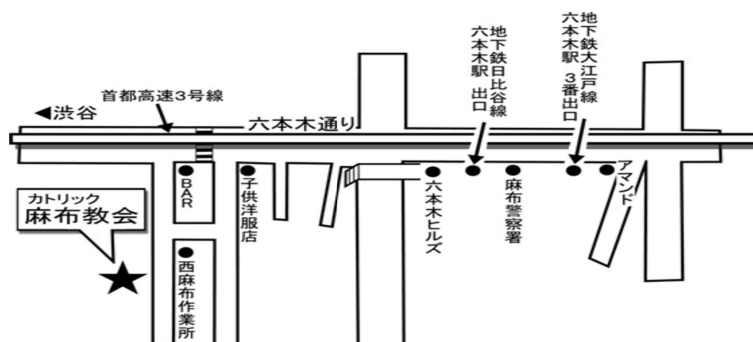 地下鉄日比谷線
六本木駅 出口
地下鉄大江戸線
六本木駅 3番出口
首都高速3号線
◀渋谷
六本木通り
BAR
子供洋服店
六本木ヒルズ
麻布警察署
アマンド
カトリック
麻布教会
西麻布作業所